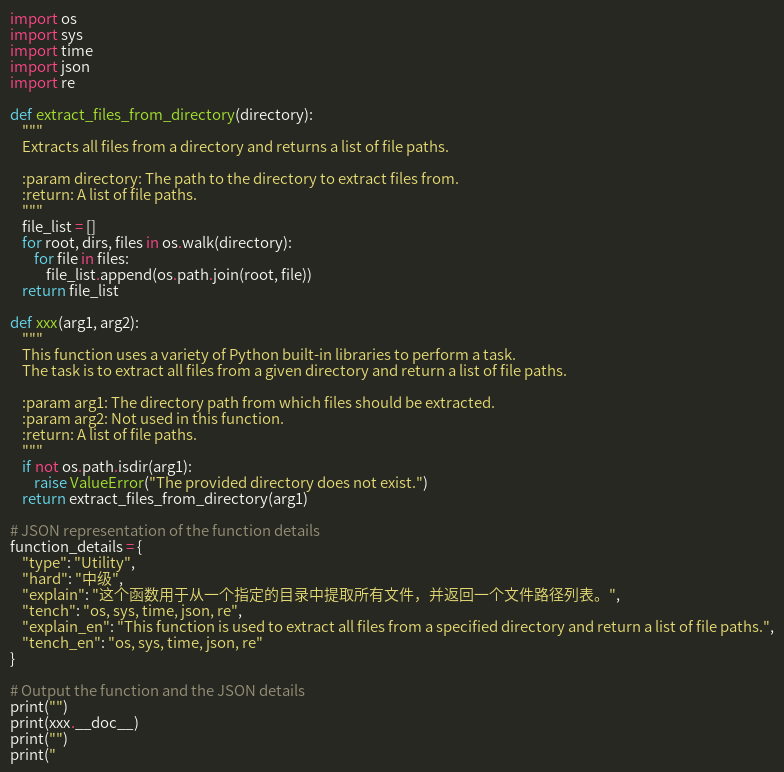 import os
import sys
import time
import json
import re

def extract_files_from_directory(directory):
    """
    Extracts all files from a directory and returns a list of file paths.

    :param directory: The path to the directory to extract files from.
    :return: A list of file paths.
    """
    file_list = []
    for root, dirs, files in os.walk(directory):
        for file in files:
            file_list.append(os.path.join(root, file))
    return file_list

def xxx(arg1, arg2):
    """
    This function uses a variety of Python built-in libraries to perform a task.
    The task is to extract all files from a given directory and return a list of file paths.

    :param arg1: The directory path from which files should be extracted.
    :param arg2: Not used in this function.
    :return: A list of file paths.
    """
    if not os.path.isdir(arg1):
        raise ValueError("The provided directory does not exist.")
    return extract_files_from_directory(arg1)

# JSON representation of the function details
function_details = {
    "type": "Utility",
    "hard": "中级",
    "explain": "这个函数用于从一个指定的目录中提取所有文件，并返回一个文件路径列表。",
    "tench": "os, sys, time, json, re",
    "explain_en": "This function is used to extract all files from a specified directory and return a list of file paths.",
    "tench_en": "os, sys, time, json, re"
}

# Output the function and the JSON details
print("")
print(xxx.__doc__)
print("")
print("